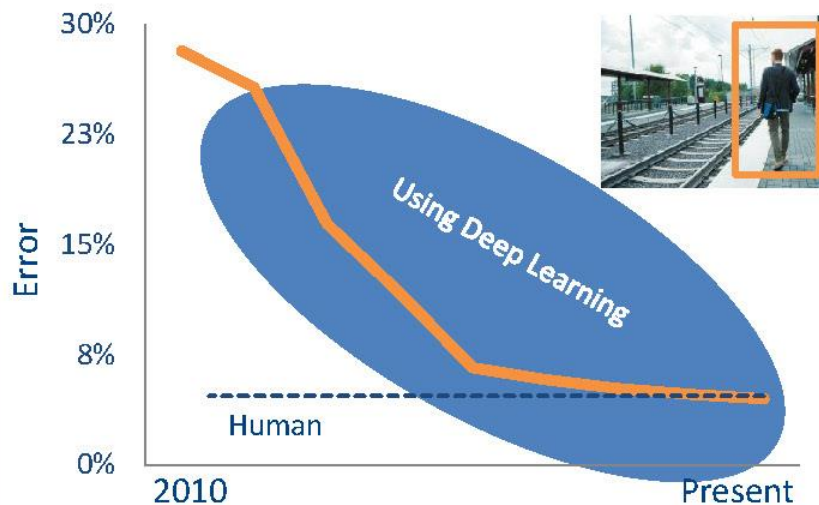 30%
23%
15%
8%
0%
Error
Using Deep Learning
Human
2010
Present